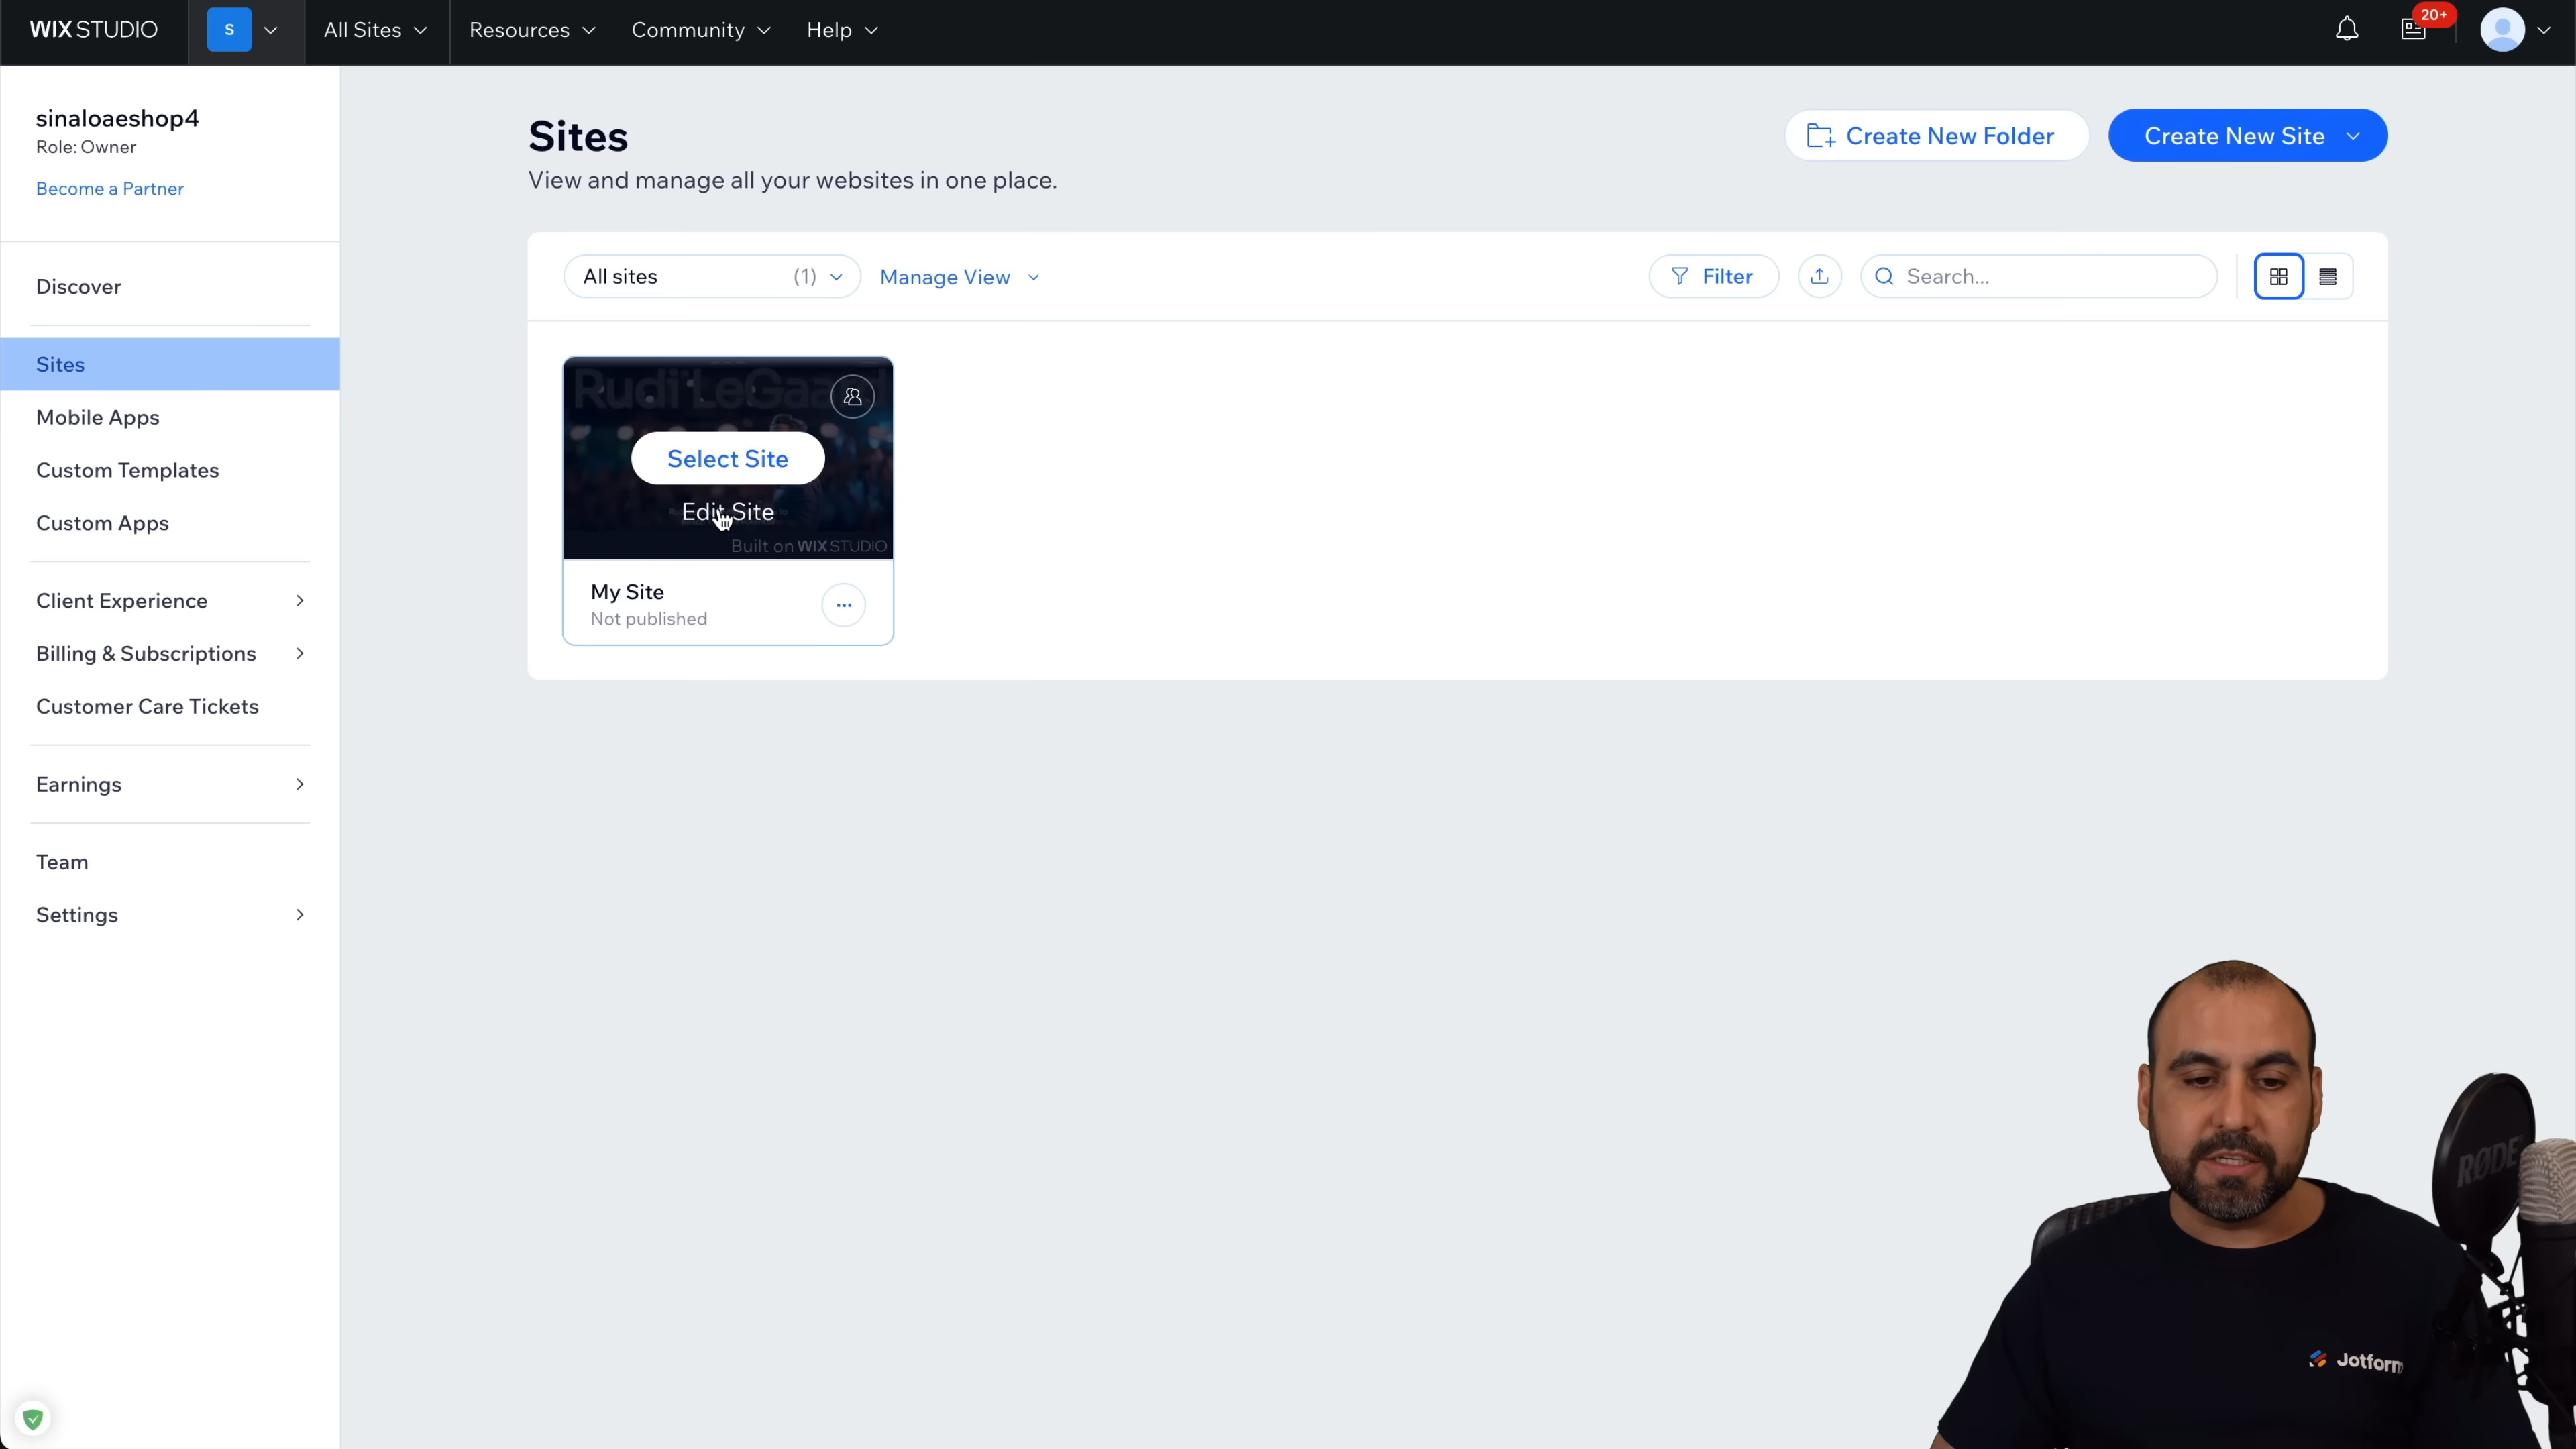 WIX STUDIO
S
All Sites
Resources
Community
Help
20+
sinaloaeshop4
Role: Owner
Become a Partner
Discover
Sites
Mobile Apps
Custom Templates
Custom Apps
Client Experience
Billing & Subscriptions
Customer Care Tickets
Earnings
Team
Settings
Sites
View and manage all your websites in one place.
Create New Folder
Create New Site
All sites (1)
Manage View
Filter
Search...
Select Site
Edit Site
Built on WIX STUDIO
My Site
Not published
RØDE
Jotform